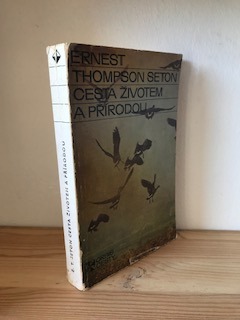 ERNEST
THOMPSON SETON
CESTA ŽIVOTEM
A PŘÍRODOU
E. T. SETON CESTA ŽIVOTEM A PŘÍRODOU